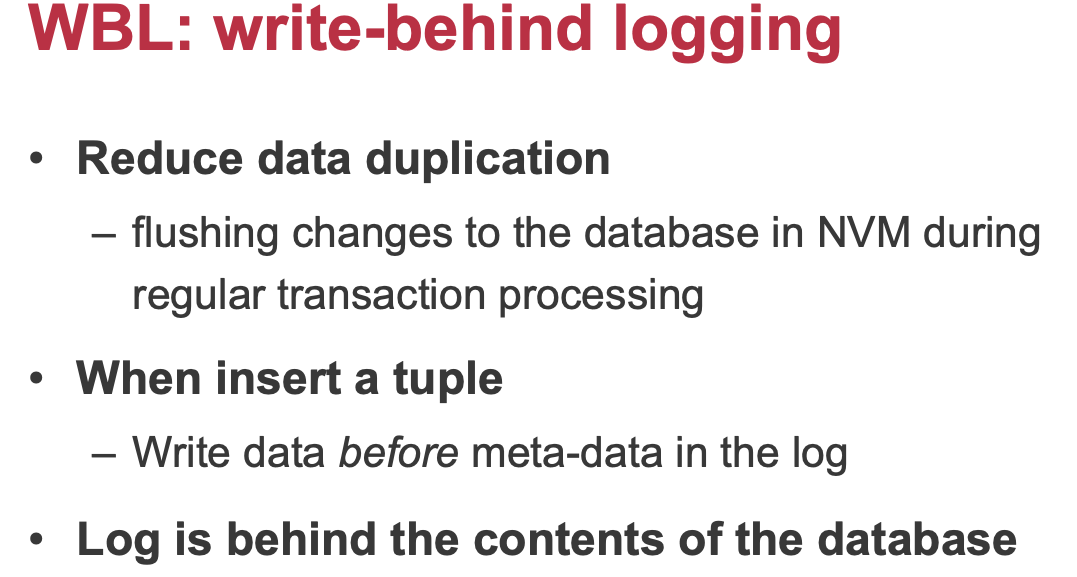 WBL: write-behind logging
• Reduce data duplication
– flushing changes to the database in NVM during
regular transaction processing
• When insert a tuple
– Write data before meta-data in the log
• Log is behind the contents of the database